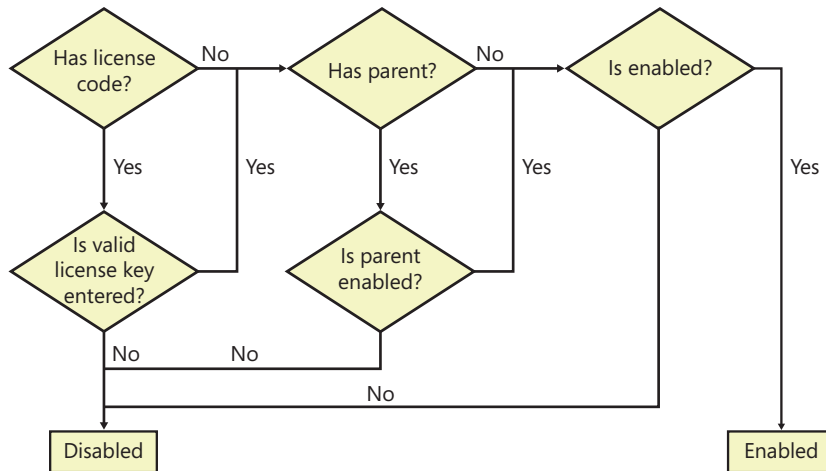 Has license
code?
No
Has parent?
No
Is enabled?
Yes
Yes
Yes
Yes
Yes
Is valid
license key
entered?
Is parent
enabled?
No
No
No
Disabled
Enabled